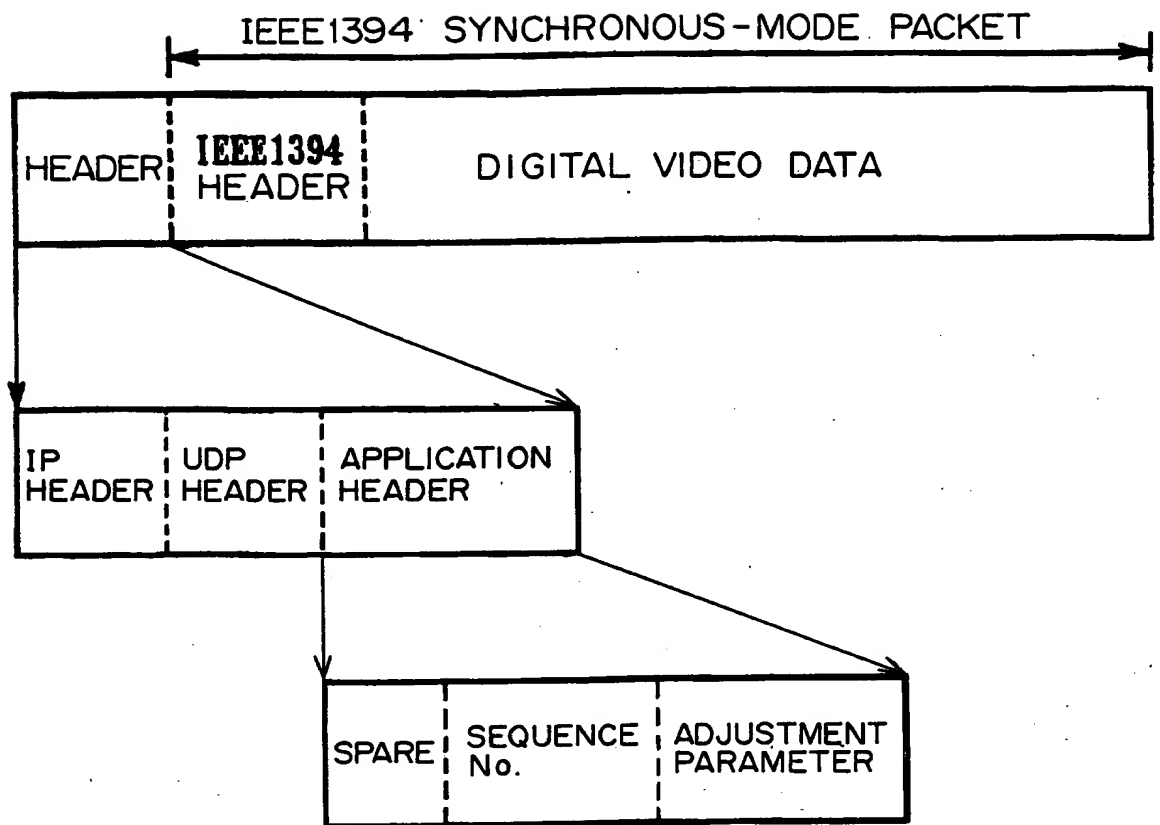 IEEE1394 SYNCHRONOUS-MODE PACKET
HEADER
IEEE1394
HEADER
DIGITAL VIDEO DATA
IP
HEADER
UDP
HEADER
APPLICATION
HEADER
SPARE
SEQUENCE
No.
ADJUSTMENT
PARAMETER